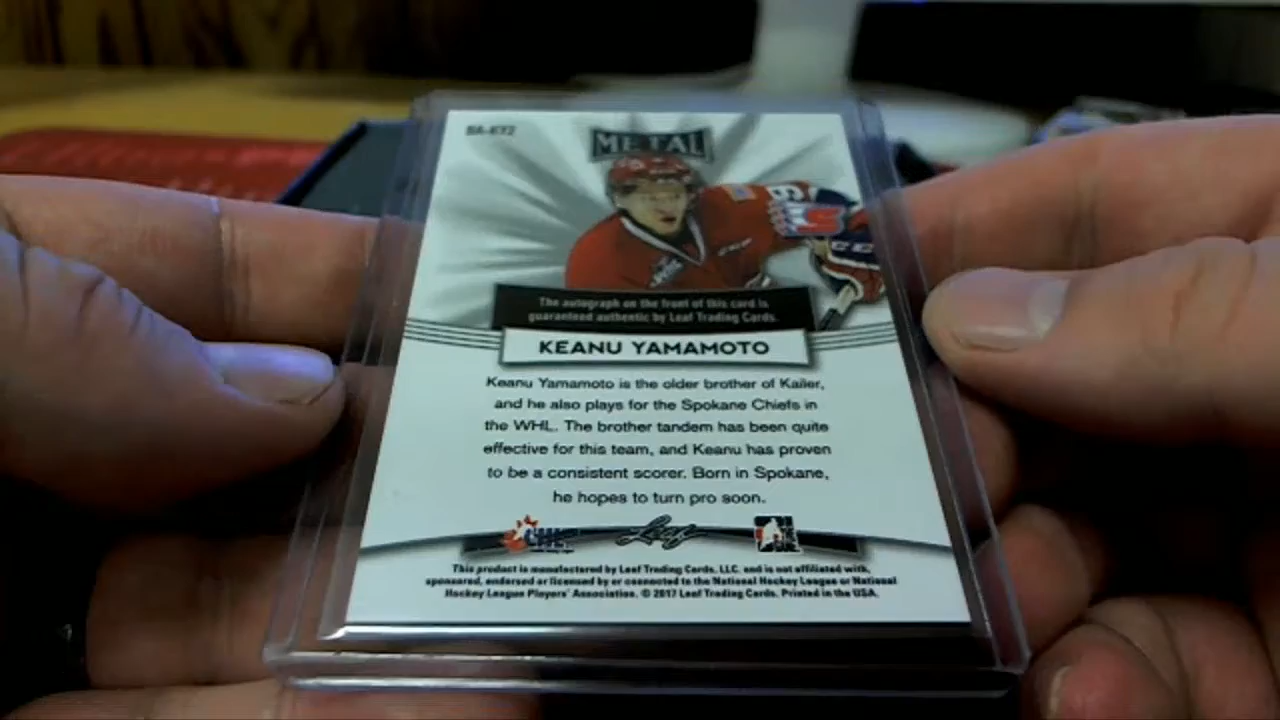 BA-KY2
METAL
The autograph on the front of this card is
guaranteed authentic by Leaf Trading Cards.
KEANU YAMAMOTO
Keanu Yamamoto is the older brother of Kailer,
and he also plays for the Spokane Chiefs in
the WHL. The brother tandem has been quite
effective for this team, and Keanu has proven
to be a consistent scorer. Born in Spokane,
he hopes to turn pro soon.
CHL Leaf
This product is manufactured by Leaf Trading Cards, LLC. and is not affiliated with,
sponsored, endorsed or licensed by or connected to the National Hockey League or National
Hockey League Players' Association. © 2017 Leaf Trading Cards. Printed in the USA.